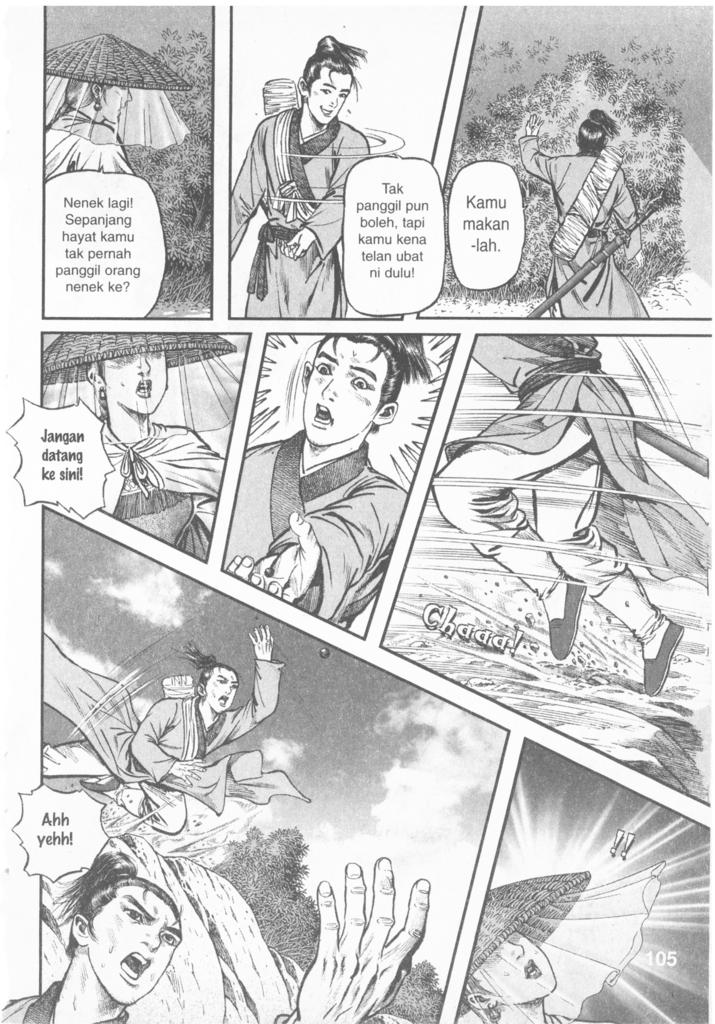 Nenek lagi!
Sepanjang
hayat kamu
tak pernah
panggil orang
nenek ke?
Tak
panggil pun
boleh, tapi
kamu kena
telan ubat
ni dulu!
Kamu
makan
-lah.
Jangan
datang
ke sini!
Chaaa!
Ahh
yehh!
!!
105